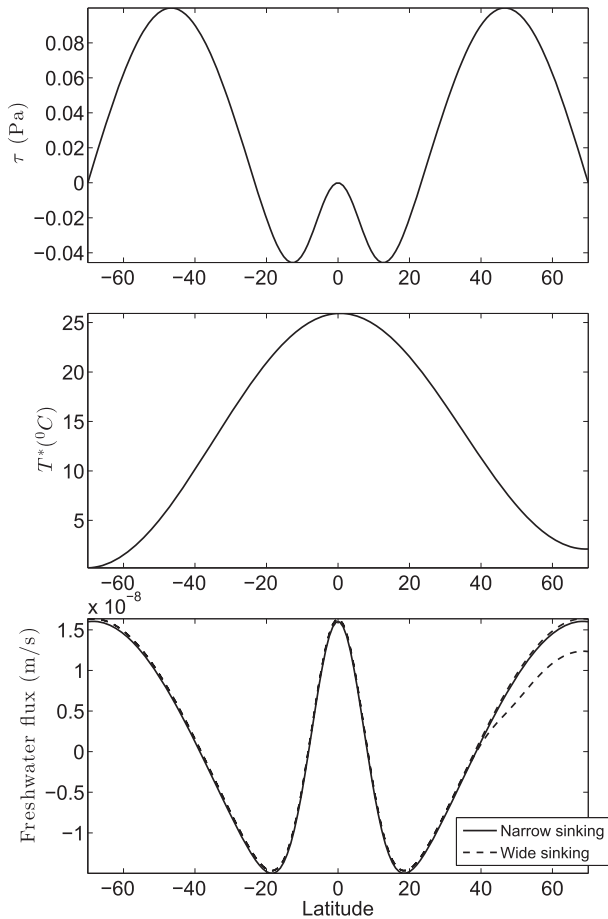 0.08
0.06
0.04
0.02
0
−0.02
−0.04
τ (Pa)
−60 −40 −20 0 20 40 60
25
20
15
10
5
T*(⁰C)
−60 −40 −20 0 20 40 60
x 10⁻⁸
1.5
1
0.5
0
−0.5
−1
Freshwater flux (m/s)
Narrow sinking
Wide sinking
−60 −40 −20 0 20 40 60
Latitude